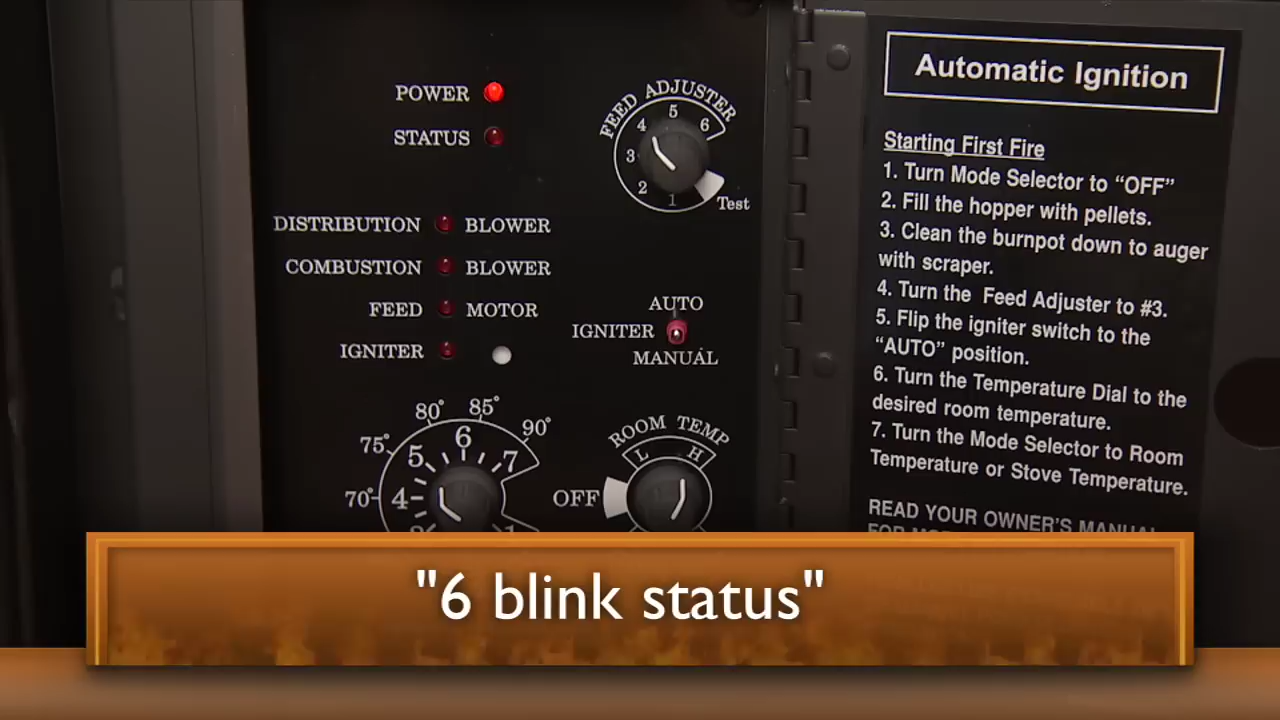 POWER
STATUS
DISTRIBUTION BLOWER
COMBUSTION BLOWER
FEED MOTOR
IGNITER
FEED ADJUSTER
1 2 3 4 5 6
Test
AUTO
IGNITER
MANUAL
70° 75° 80° 85° 90°
4 5 6 7
ROOM TEMP
L H
OFF
Automatic Ignition
Starting First Fire
1. Turn Mode Selector to “OFF”
2. Fill the hopper with pellets.
3. Clean the burnpot down to auger
with scraper.
4. Turn the Feed Adjuster to #3.
5. Flip the igniter switch to the
“AUTO” position.
6. Turn the Temperature Dial to the
desired room temperature.
7. Turn the Mode Selector to Room
Temperature or Stove Temperature.
READ YOUR OWNER'S MANUAL
"6 blink status"